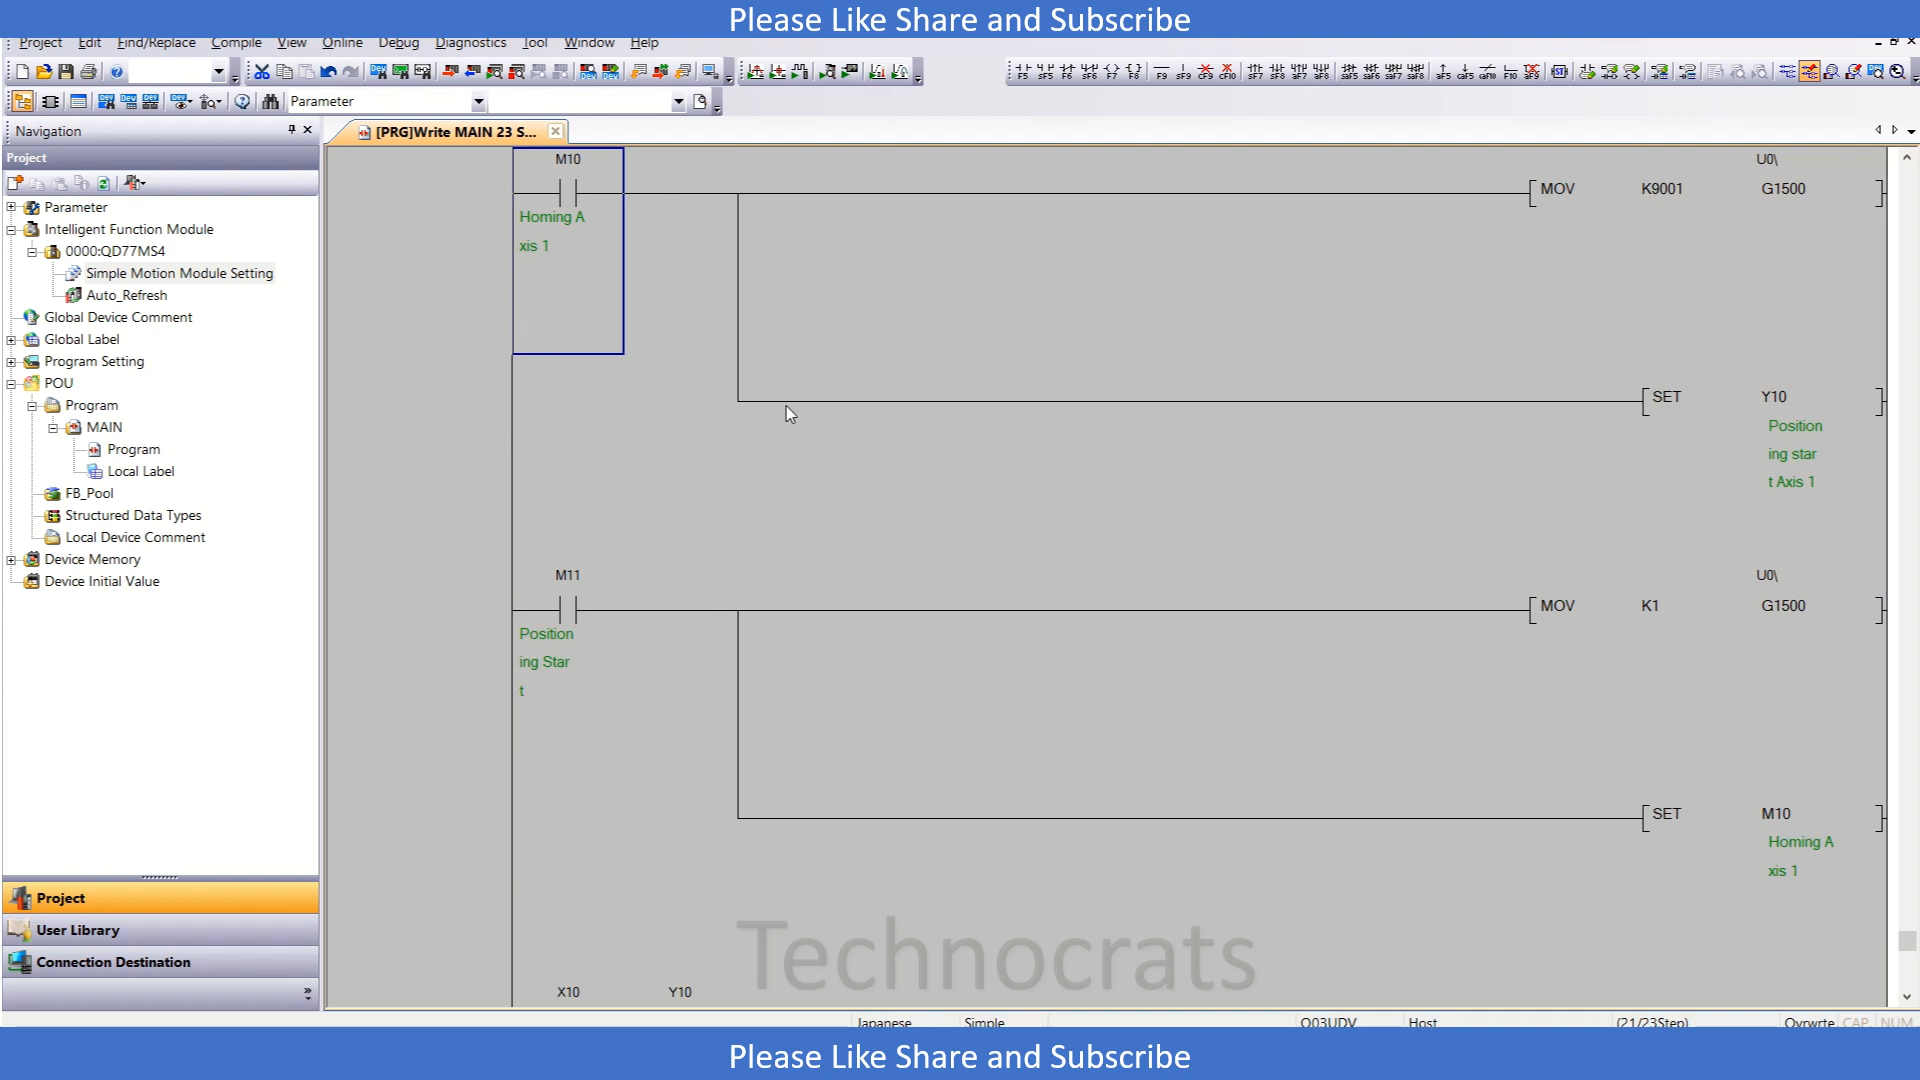 Please Like Share and Subscribe
Project Edit Find/Replace Compile View Online Debug Diagnostics Tool Window Help
Parameter
Navigation
[PRG]Write MAIN 23 S...
Project
Parameter
Intelligent Function Module
0000:QD77MS4
Simple Motion Module Setting
Auto_Refresh
Global Device Comment
Global Label
Program Setting
POU
Program
MAIN
Program
Local Label
FB_Pool
Structured Data Types
Local Device Comment
Device Memory
Device Initial Value
Project
User Library
Connection Destination
M10
U0\
MOV K9001 G1500
Homing A
xis 1
SET Y10
Position
ing star
t Axis 1
M11
U0\
MOV K1 G1500
Position
ing Star
t
SET M10
Homing A
xis 1
Technocrats
X10 Y10
Japanese Simple Q03UDV Host (21/23Step) Ovrwrte CAP NUM
Please Like Share and Subscribe